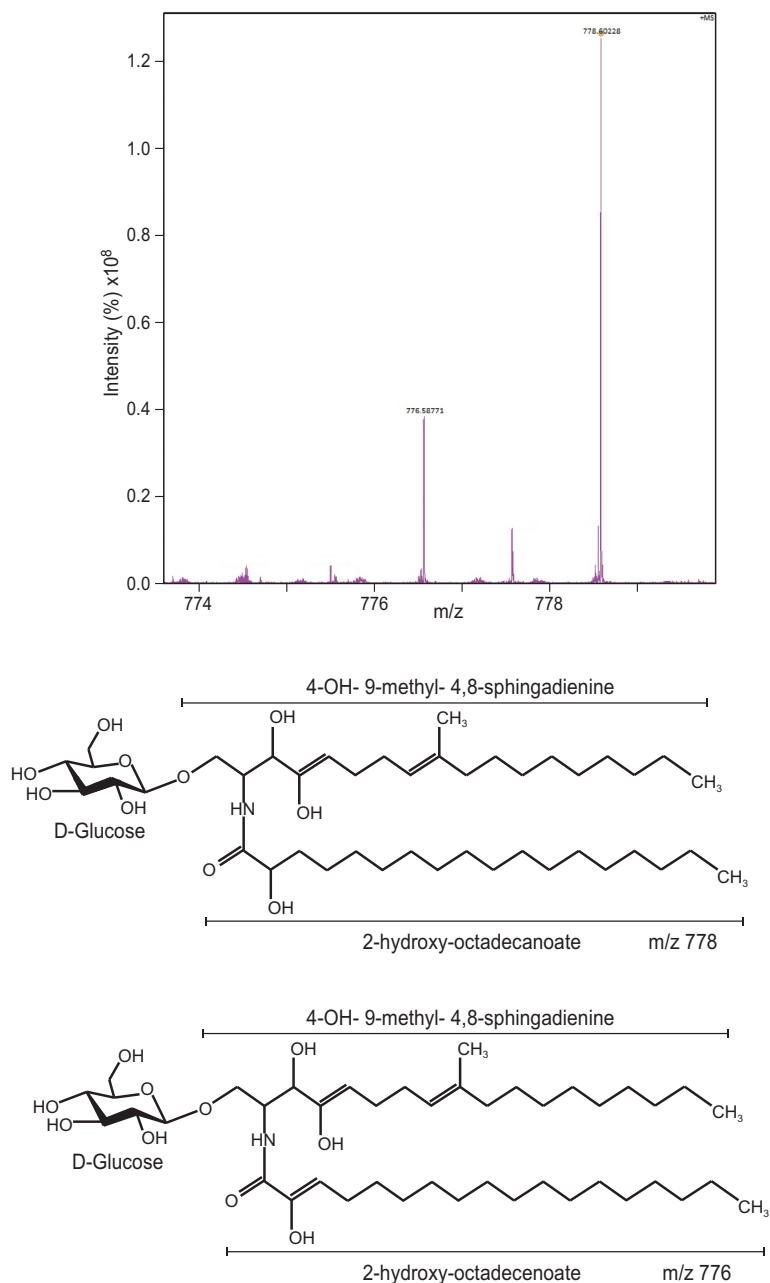 +MS
778.60228
1.2
1.0
0.8
0.6
0.4
0.2
0.0
776.58771
Intensity (%) x10⁸
774
776
778
m/z
4-OH- 9-methyl- 4,8-sphingadienine
OH
OH
CH₃
HO
O
O
HO
OH
OH
HN
CH₃
D-Glucose
O
OH
CH₃
2-hydroxy-octadecanoate m/z 778
4-OH- 9-methyl- 4,8-sphingadienine
OH
OH
CH₃
HO
O
O
HO
OH
OH
HN
CH₃
D-Glucose
O
OH
CH₃
2-hydroxy-octadecenoate m/z 776